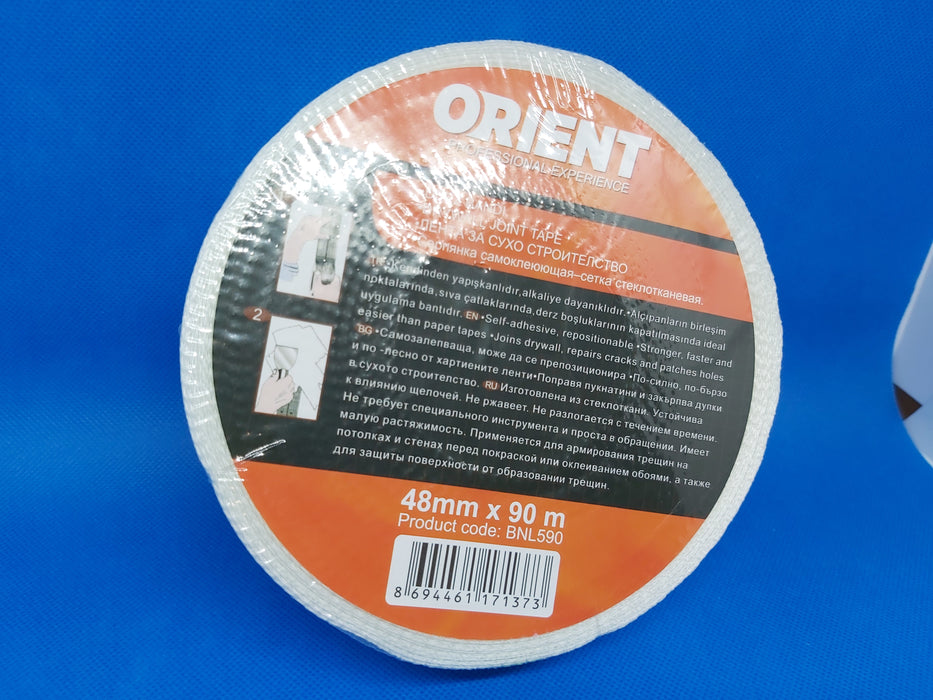 ORIENT
PROFESSIONAL EXPERIENCE
JOINT TAPE
ЛЕНТА ЗА СУХО СТРОИТЕЛСТВО
самоклеюющая–сетка стеклотканевая.
•Kendinden yapışkanlıdır,alkaliye dayanıklıdır.•Alçıpanların birleşim
noktalarında,sıva çatlaklarında,derz boşluklarının kapatılmasında ideal
uygulama bantıdır. EN •Self-adhesive, repositionable •Stronger, faster and
easier than paper tapes •Joins drywall, repairs cracks and patches holes
BG •Самозалепваща, може да се препозиционира •По-силно, по-бързо
и по -лесно от хартиените ленти•Поправя пукнатини и закърпва дупки
в сухото строителство. RU Изготовлена из стеклоткани. Устойчива
к влиянию щелочей. Не ржавеет. Не разлогается с течением времени.
Не требует специального инструмента и проста в обращении. Имеет
малую растяжимость. Применяется для армирования трещин на
потолках и стенах перед покраской или оклеиванием обоями, а также
для защиты поверхности от образовании трещин.
2
48mm x 90 m
Product code: BNL590
8 694461 171373